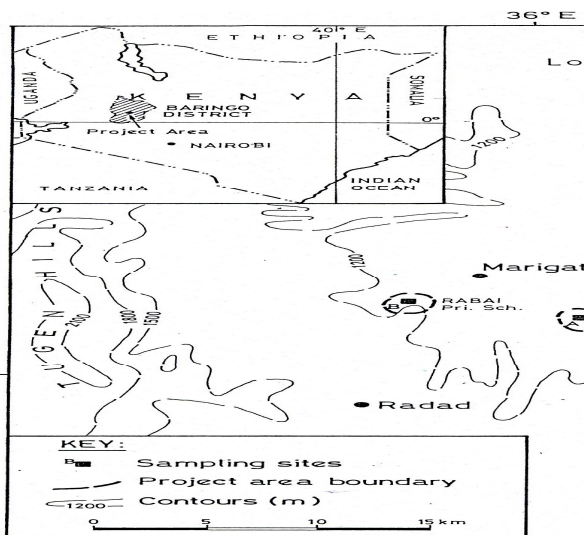 36° E
40° E
ETHIOPIA
Lo
UGANDA
KENYA
SOMALIA
BARINGO
DISTRICT
0°
Project Area
NAIROBI
1200
TANZANIA
INDIAN
OCEAN
TUGEN HILLS
1200
Marigat
B
RABAI
Pri. Sch.
A
2100
1800
1500
Radad
KEY:
B Sampling sites
Project area boundary
1200 Contours (m)
0 5 10 15 km